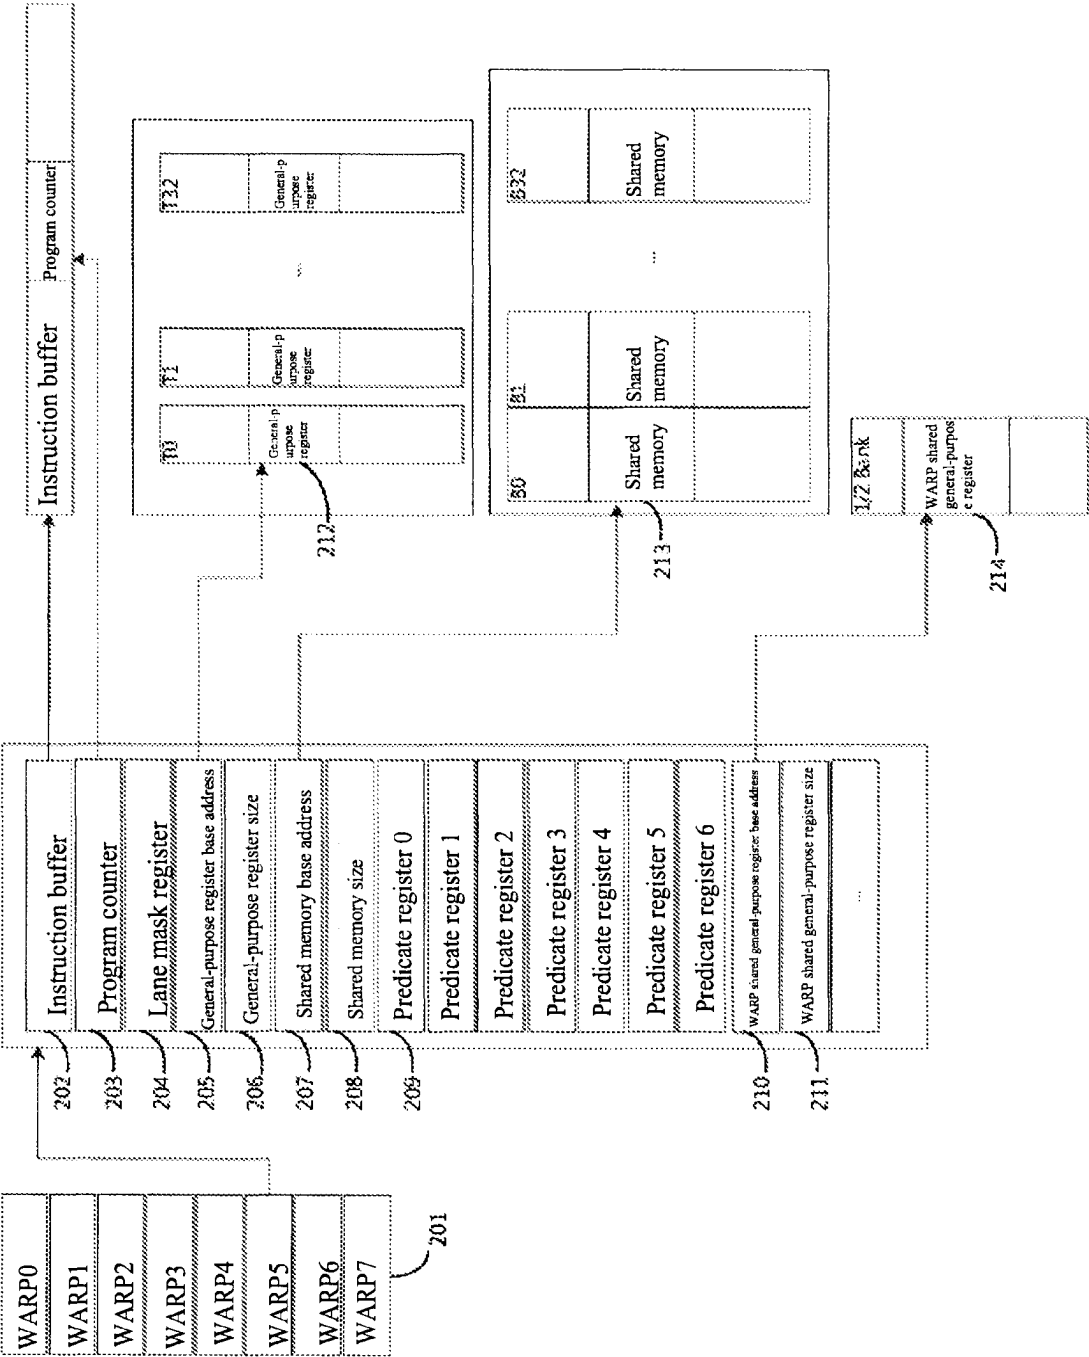 WARP0
WARP1
WARP2
WARP3
WARP4
WARP5
WARP6
WARP7
201
202
203
204
205
206
207
208
209
210
211
Instruction buffer
Program counter
Lane mask register
General-purpose register base address
General-purpose register size
Shared memory base address
Shared memory size
Predicate register 0
Predicate register 1
Predicate register 2
Predicate register 3
Predicate register 4
Predicate register 5
Predicate register 6
WARP shared general-purpose register base address
WARP shared general-purpose register size
...
Instruction buffer
Program counter
T0
General-p
urpose
register
T1
General-p
urpose
register
...
T32
General-p
urpose
register
212
B0
Shared
memory
B1
Shared
memory
...
B32
Shared
memory
213
1/2 Bank
WARP shared
general-purpos
e register
214